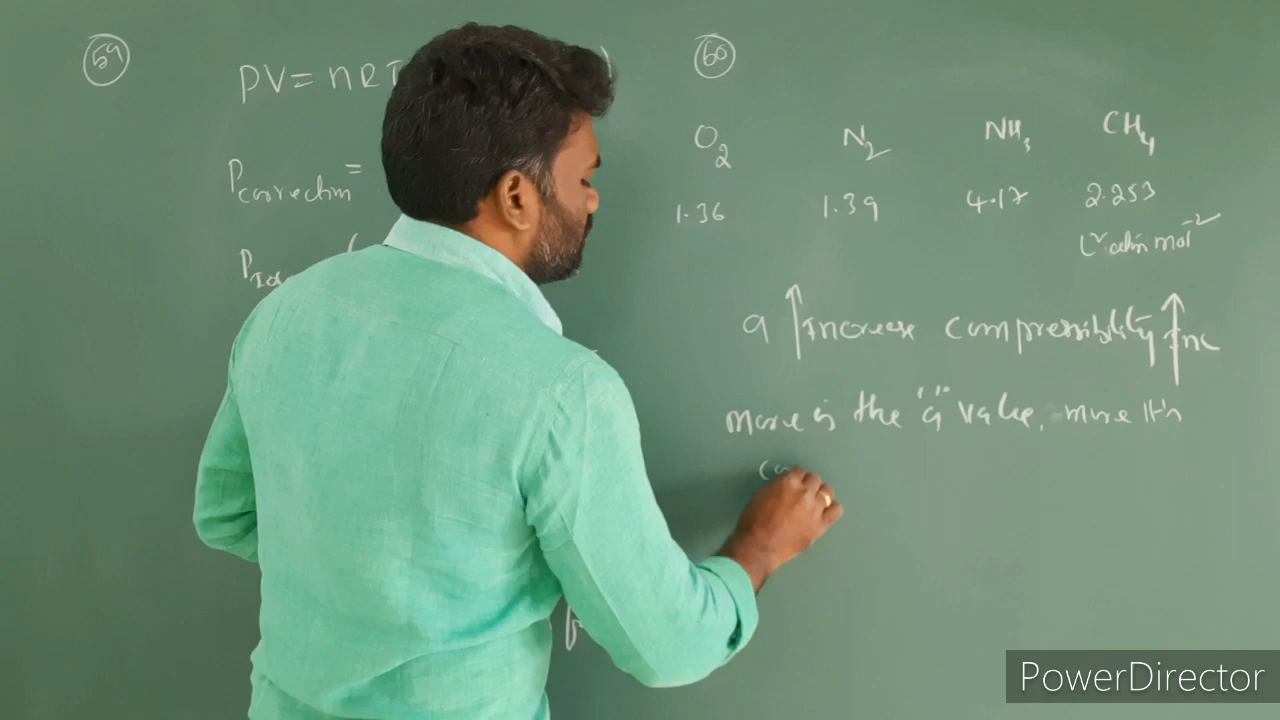 59
PV = nRT
Pcorrection =
60
O2 N2 NH3 CH4
1.36 1.39 4.17 2.253
L² atm mol⁻²
a ↑ Increase compressibility ↑ Inc
more is the "a" value, more
PowerDirector